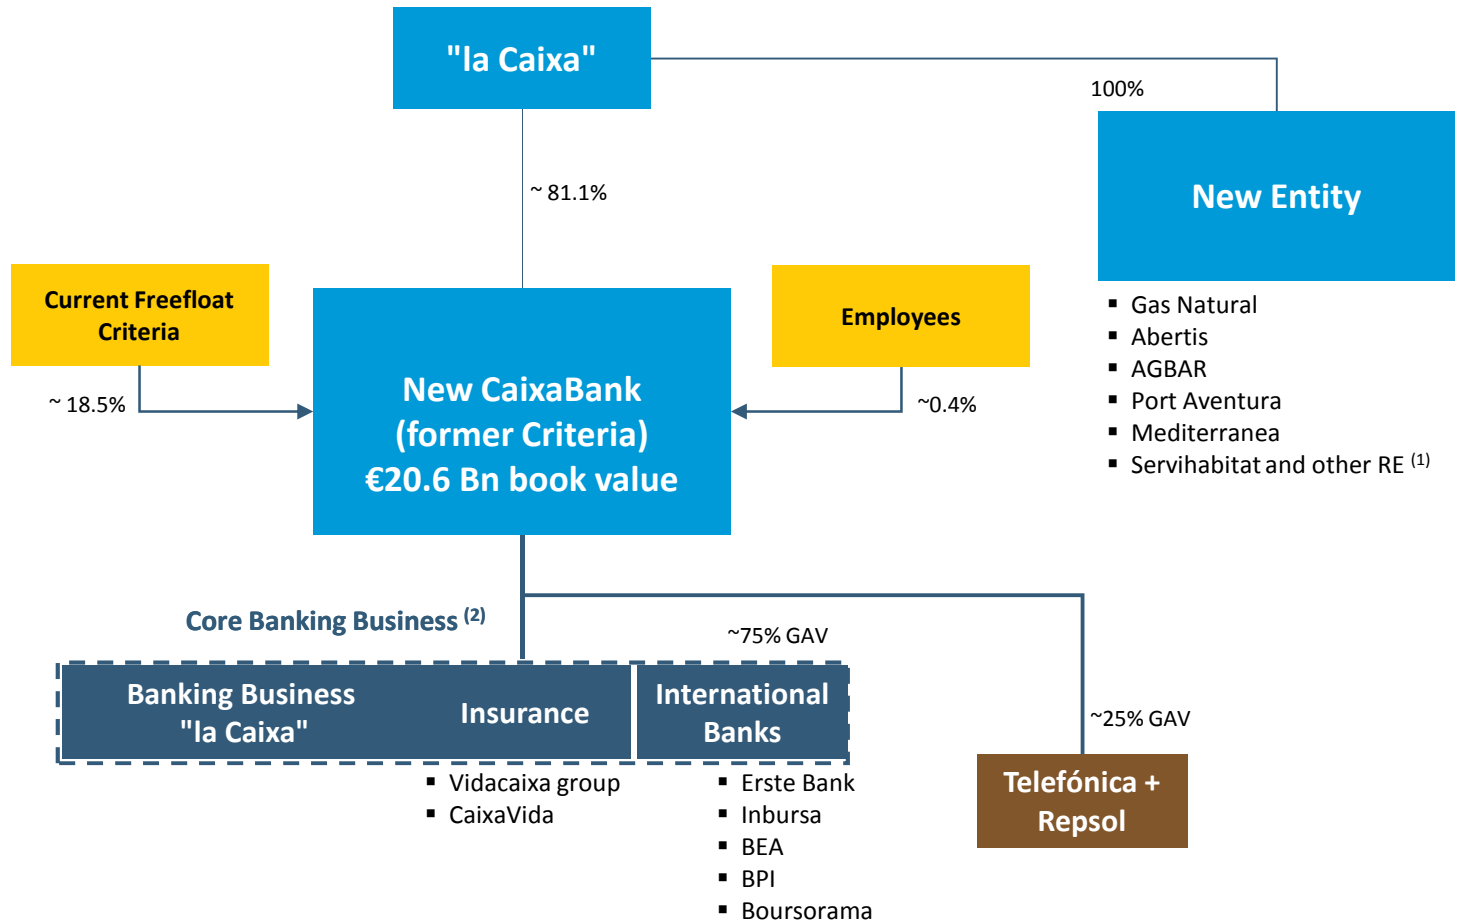 "la Caixa"
100%
New Entity
~ 81.1%
Current Freefloat
Criteria
Employees
~ 18.5%
~0.4%
New CaixaBank
(former Criteria)
€20.6 Bn book value
▪ Gas Natural
▪ Abertis
▪ AGBAR
▪ Port Aventura
▪ Mediterranea
▪ Servihabitat and other RE (1)
Core Banking Business (2)
~75% GAV
Banking Business
"la Caixa"
Insurance
International
Banks
~25% GAV
Telefónica +
Repsol
▪ Vidacaixa group
▪ CaixaVida
▪ Erste Bank
▪ Inbursa
▪ BEA
▪ BPI
▪ Boursorama